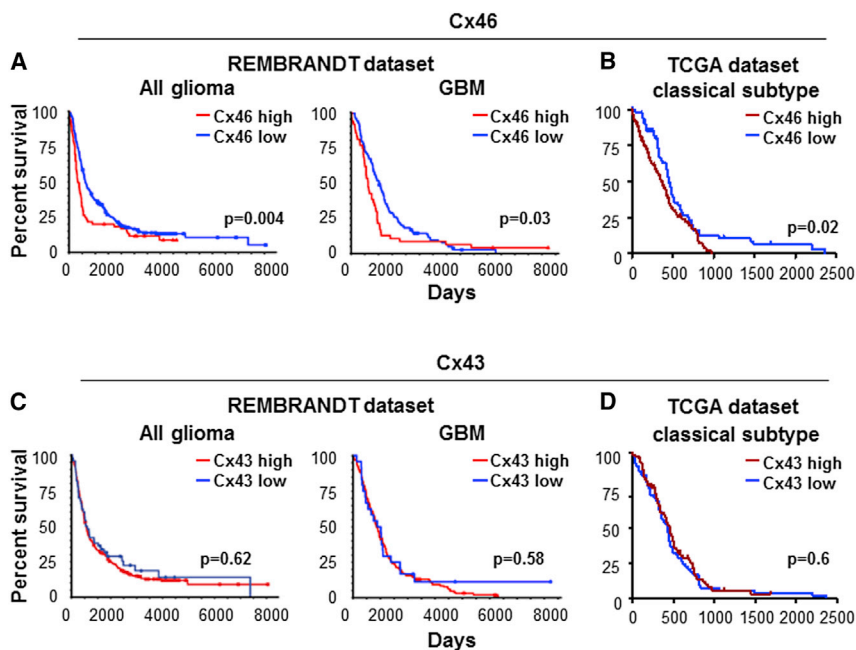 Cx46
A
REMBRANDT dataset
All glioma
GBM
B
TCGA dataset
classical subtype
Percent survival
100
75
50
25
0
Cx46 high
Cx46 low
p=0.004
0 2000 4000 6000 8000
100
75
50
25
0
Cx46 high
Cx46 low
p=0.03
0 2000 4000 6000 8000
Days
100
75
50
25
0
Cx46 high
Cx46 low
p=0.02
0 500 1000 1500 2000 2500
Cx43
C
REMBRANDT dataset
All glioma
GBM
D
TCGA dataset
classical subtype
Percent survival
100
75
50
25
0
Cx43 high
Cx43 low
p=0.62
0 2000 4000 6000 8000
100
75
50
25
0
Cx43 high
Cx43 low
p=0.58
0 2000 4000 6000 8000
Days
100
75
50
25
0
Cx43 high
Cx43 low
p=0.6
0 500 1000 1500 2000 2500